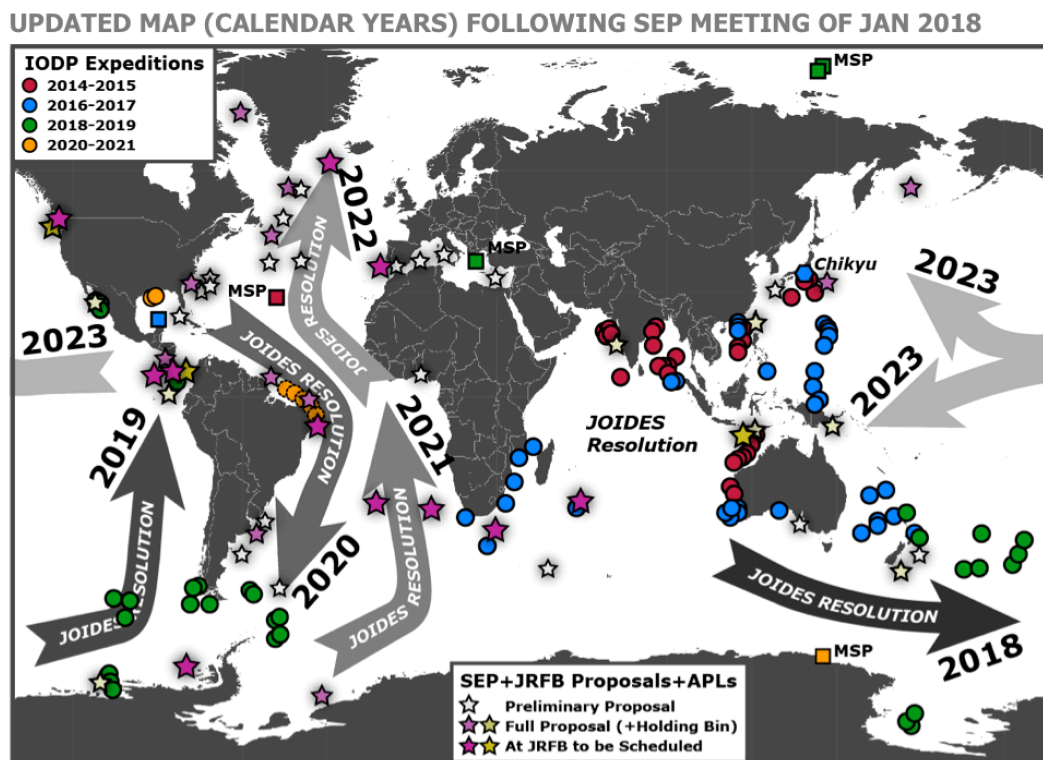 UPDATED MAP (CALENDAR YEARS) FOLLOWING SEP MEETING OF JAN 2018
IODP Expeditions
2014-2015
2016-2017
2018-2019
2020-2021
MSP
2022
MSP
MSP
Chikyu
2023
2023
JOIDES RESOLUTION
JOIDES RESOLUTION
2023
JOIDES
Resolution
2019
2021
2020
JOIDES RESOLUTION
JOIDES RESOLUTION
JOIDES RESOLUTION
2018
MSP
MSP
SEP+JRFB Proposals+APLs
Preliminary Proposal
Full Proposal (+Holding Bin)
At JRFB to be Scheduled